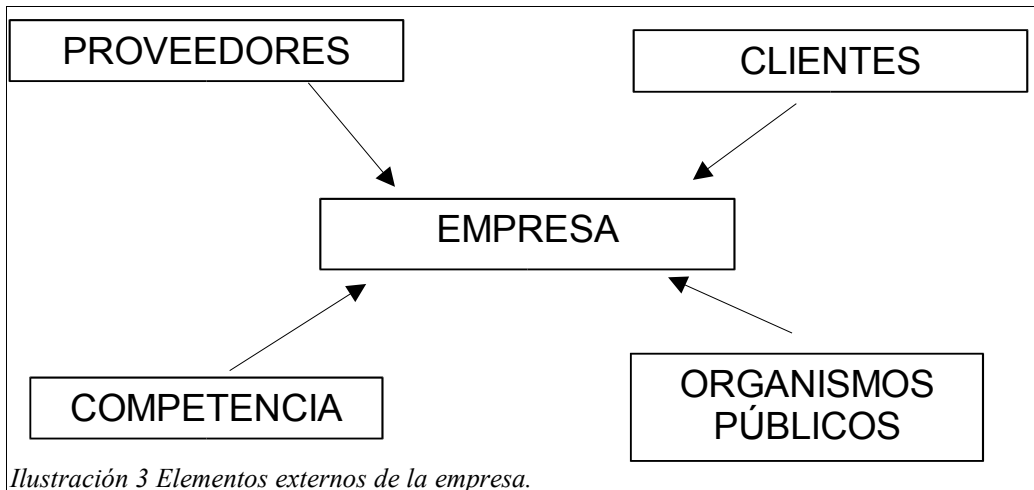 PROVEEDORES
CLIENTES
EMPRESA
COMPETENCIA
ORGANISMOS
PÚBLICOS
Ilustración 3 Elementos externos de la empresa.